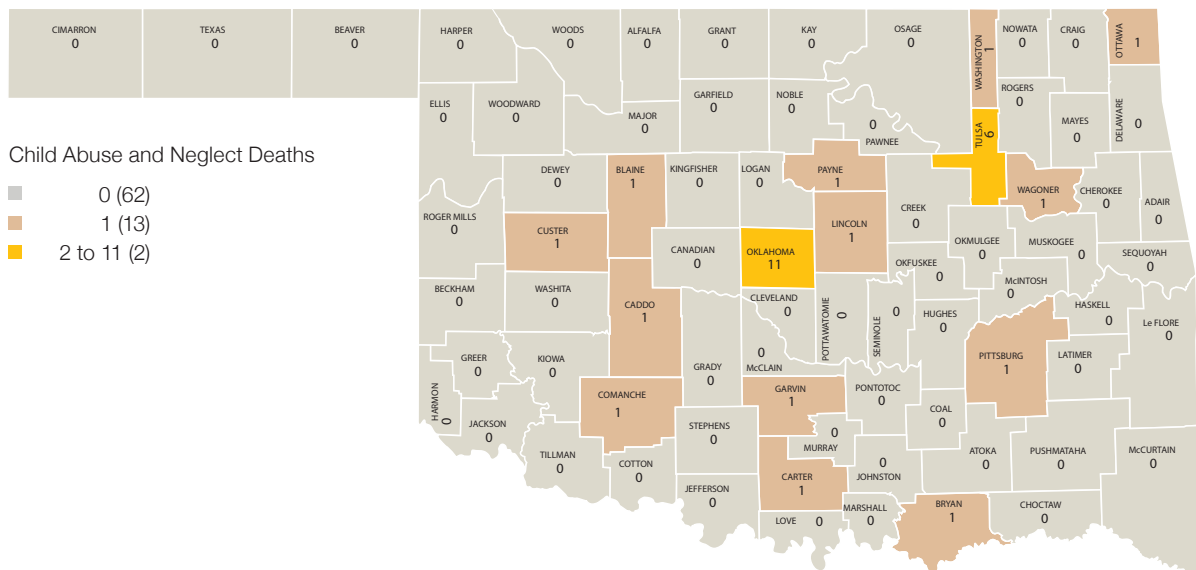 CIMARRON
0
TEXAS
0
BEAVER
0
HARPER
0
WOODS
0
ALFALFA
0
GRANT
0
KAY
0
OSAGE
0
WASHINGTON
1
NOWATA
0
CRAIG
0
OTTAWA
1
ELLIS
0
WOODWARD
0
MAJOR
0
GARFIELD
0
NOBLE
0
0
PAWNEE
TULSA
6
ROGERS
0
MAYES
0
DELAWARE
0
Child Abuse and Neglect Deaths
0 (62)
1 (13)
2 to 11 (2)
DEWEY
0
BLAINE
1
KINGFISHER
0
LOGAN
0
PAYNE
1
CREEK
0
WAGONER
1
CHEROKEE
0
ADAIR
0
ROGER MILLS
0
CUSTER
1
CANADIAN
0
OKLAHOMA
11
LINCOLN
1
OKFUSKEE
0
OKMULGEE
0
MUSKOGEE
0
SEQUOYAH
0
BECKHAM
0
WASHITA
0
CADDO
1
GRADY
0
CLEVELAND
0
0
McCLAIN
POTTAWATOMIE
0
SEMINOLE
0
HUGHES
0
McINTOSH
0
HASKELL
0
Le FLORE
0
GREER
0
KIOWA
0
PITTSBURG
1
LATIMER
0
HARMON
0
JACKSON
0
COMANCHE
1
GARVIN
1
PONTOTOC
0
COAL
0
TILLMAN
0
COTTON
0
STEPHENS
0
0
MURRAY
0
JOHNSTON
ATOKA
0
PUSHMATAHA
0
McCURTAIN
0
JEFFERSON
0
CARTER
1
LOVE 0
MARSHALL
0
BRYAN
1
CHOCTAW
0